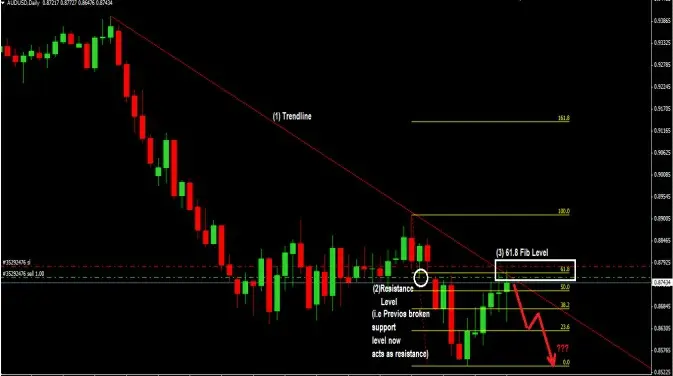 AUDUSD,Daily 0.87217 0.87727 0.86476 0.87434
0.93325
0.92785
0.92245
0.91705
0.91165
0.90625
0.90085
0.89545
0.89005
0.88465
0.87925
0.87434
0.86845
0.86305
0.85765
0.85225
(1) Trendline
161.8
100.0
(3) 61.8 Fib Level
61.8
50.0
38.2
23.6
0.0
#35292476 sl
#35292476 sell 1.00
(2)Resistance
Level
(i.e Previos broken
support
level now
acts as resistance)
???